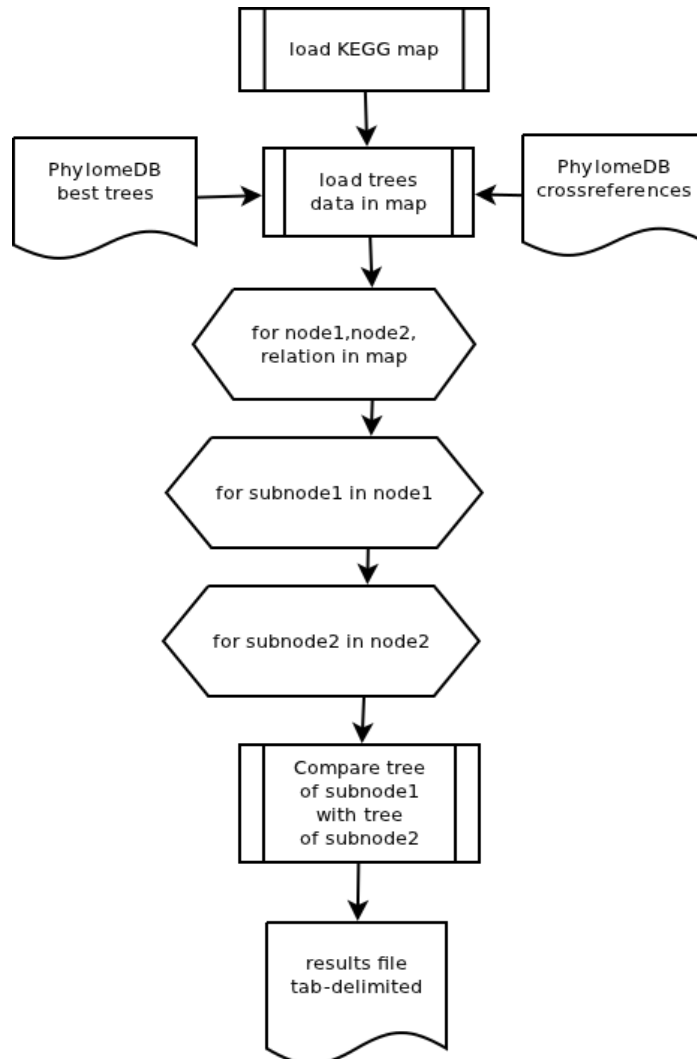 load KEGG map
PhylomeDB
best trees
load trees
data in map
PhylomeDB
crossreferences
for node1,node2,
relation in map
for subnode1 in node1
for subnode2 in node2
Compare tree
of subnode1
with tree
of subnode2
results file
tab-delimited